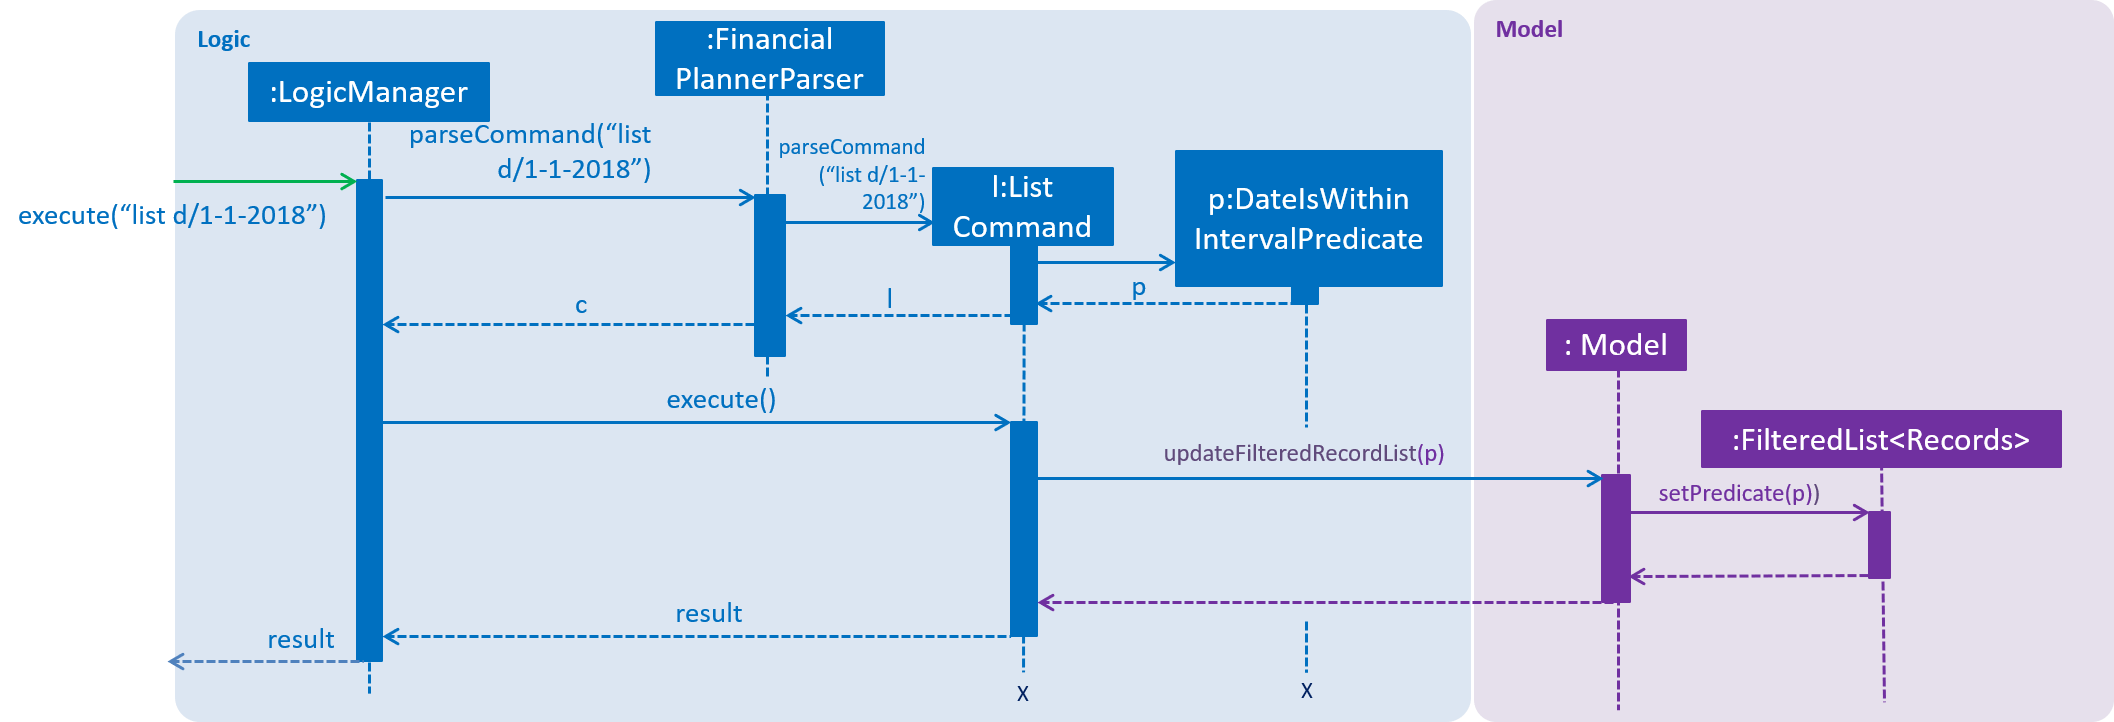 Logic
Model
:Financial
PlannerParser
:LogicManager
parseCommand(“list
d/1-1-2018”)
parseCommand
(“list d/1-1-
2018”)
l:List
Command
p:DateIsWithin
IntervalPredicate
execute(“list d/1-1-2018”)
c
l
p
: Model
execute()
:FilteredList<Records>
updateFilteredRecordList(p)
setPredicate(p))
result
result
X
X